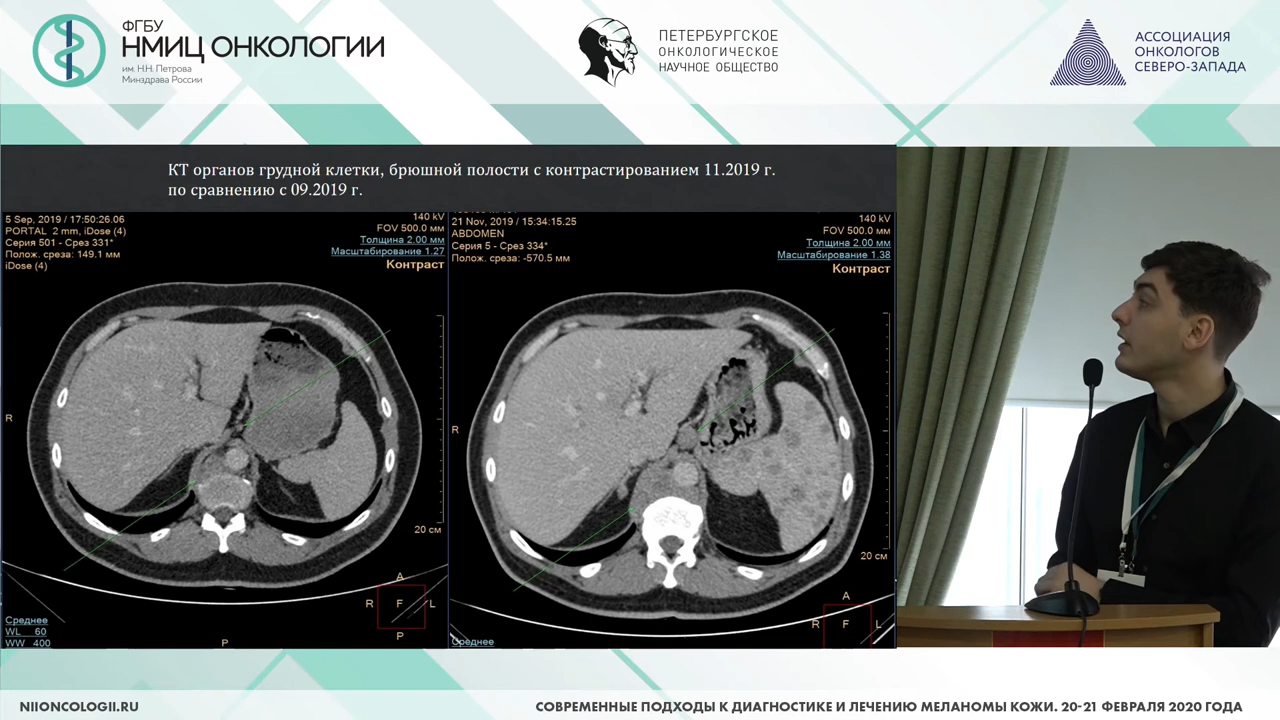 ФГБУ
НМИЦ ОНКОЛОГИИ
им. Н.Н. Петрова
Минздрава России
ПЕТЕРБУРГСКОЕ
ОНКОЛОГИЧЕСКОЕ
НАУЧНОЕ ОБЩЕСТВО
АССОЦИАЦИЯ
ОНКОЛОГОВ
СЕВЕРО-ЗАПАДА
КТ органов грудной клетки, брюшной полости с контрастированием 11.2019 г.
по сравнению с 09.2019 г.
5 Sep, 2019 / 17:50:26.06
PORTAL 2 mm, iDose (4)
Серия 501 - Срез 331*
Полож. среза: 149.1 мм
iDose (4)
140 kV
FOV 500.0 мм
Толщина 2.00 мм
Масштабирование 1.27
Контраст
R
20 см
A
R F L
P
Среднее
WL 60
WW 400
P
21 Nov, 2019 / 15:34:15.25
ABDOMEN
Серия 5 - Срез 334*
Полож. среза: -570.5 мм
140 kV
FOV 500.0 мм
Толщина 2.00 мм
Масштабирование 1.38
Контраст
R
20 см
A
R F L
Среднее
NIIONCOLOGII.RU
СОВРЕМЕННЫЕ ПОДХОДЫ К ДИАГНОСТИКЕ И ЛЕЧЕНИЮ МЕЛАНОМЫ КОЖИ. 20-21 ФЕВРАЛЯ 2020 ГОДА